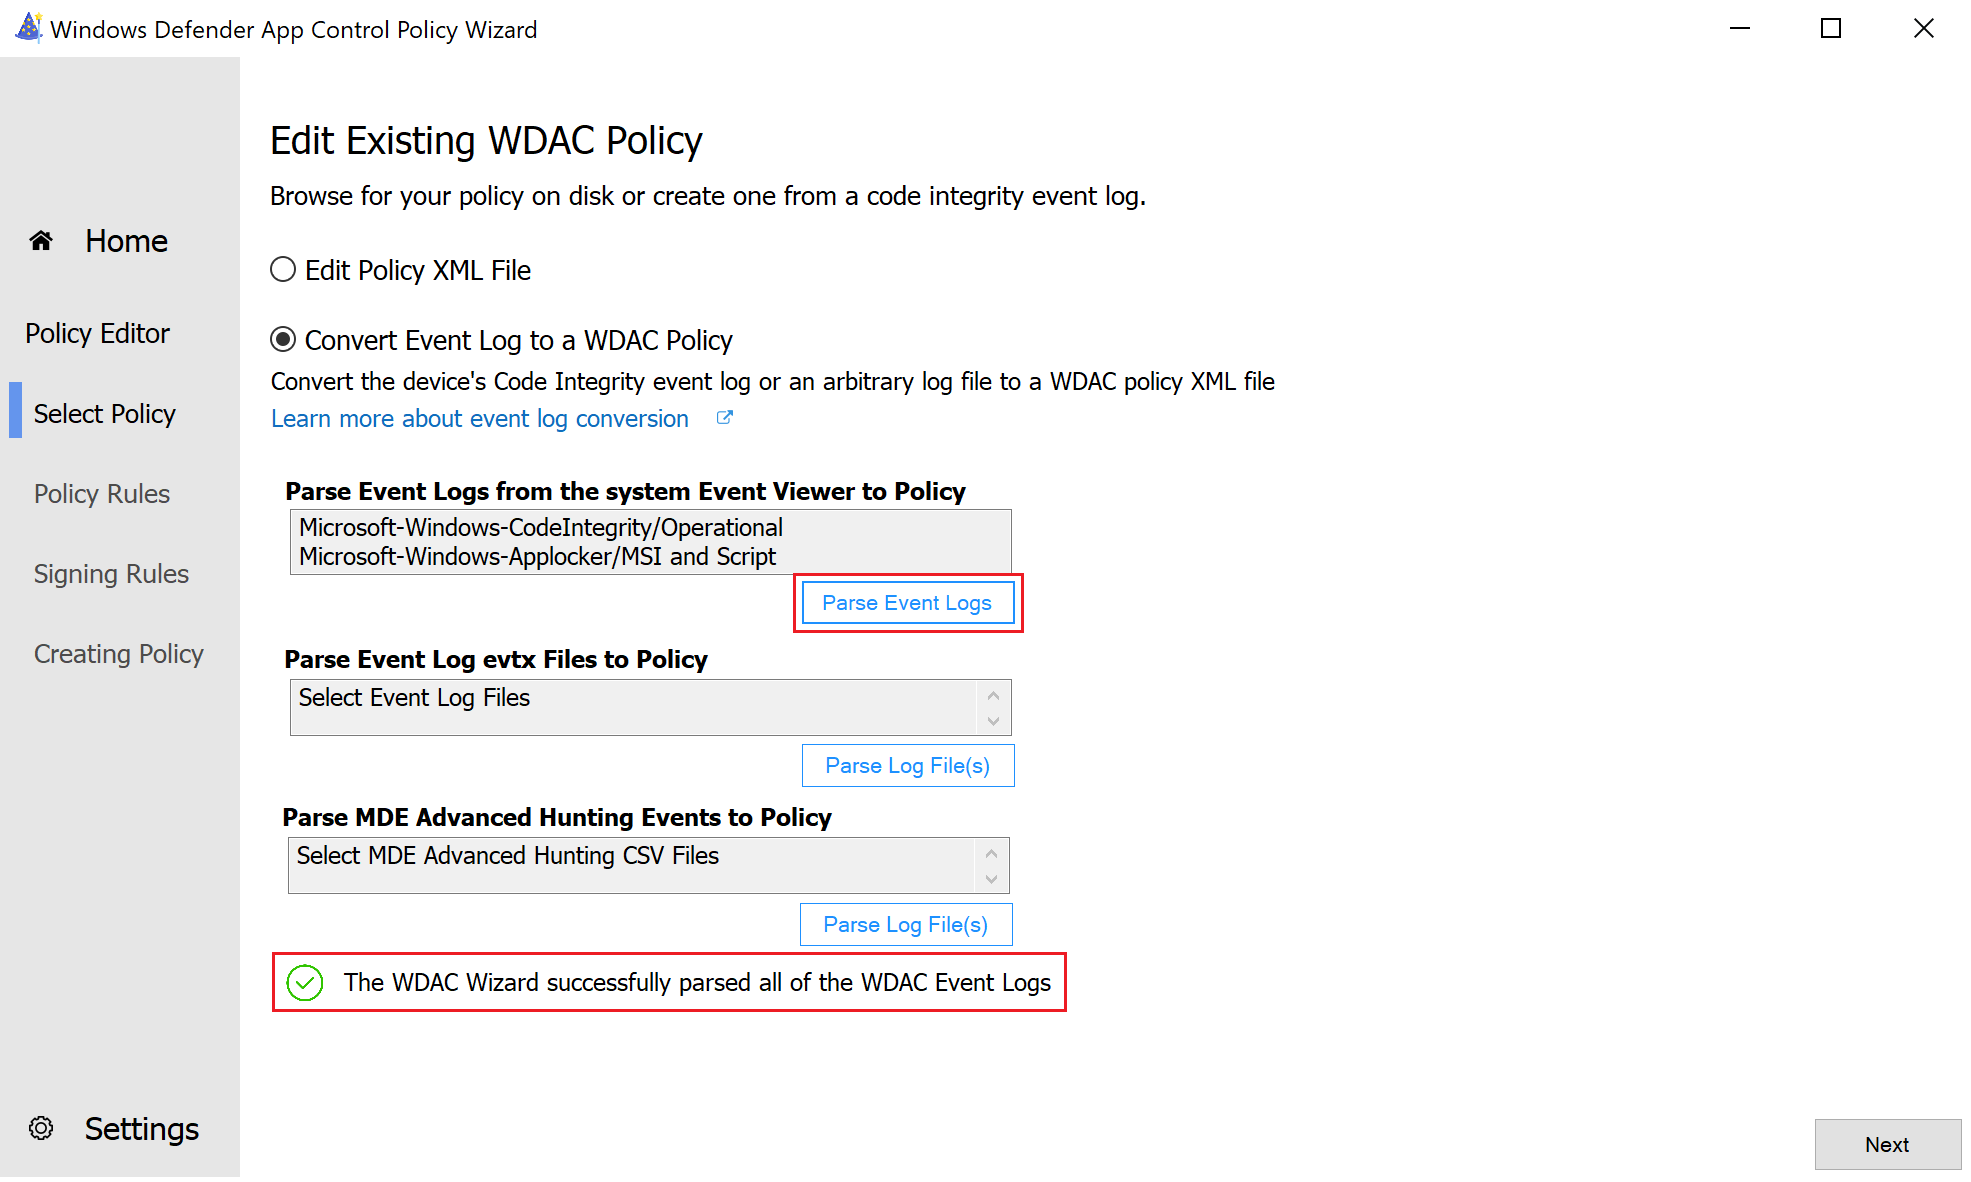 Windows Defender App Control Policy Wizard
Edit Existing WDAC Policy
Browse for your policy on disk or create one from a code integrity event log.
Home
Edit Policy XML File
Policy Editor
Convert Event Log to a WDAC Policy
Convert the device's Code Integrity event log or an arbitrary log file to a WDAC policy XML file
Select Policy
Learn more about event log conversion
Policy Rules
Parse Event Logs from the system Event Viewer to Policy
Microsoft-Windows-CodeIntegrity/Operational
Microsoft-Windows-Applocker/MSI and Script
Signing Rules
Parse Event Logs
Creating Policy
Parse Event Log evtx Files to Policy
Select Event Log Files
Parse Log File(s)
Parse MDE Advanced Hunting Events to Policy
Select MDE Advanced Hunting CSV Files
Parse Log File(s)
The WDAC Wizard successfully parsed all of the WDAC Event Logs
Settings
Next